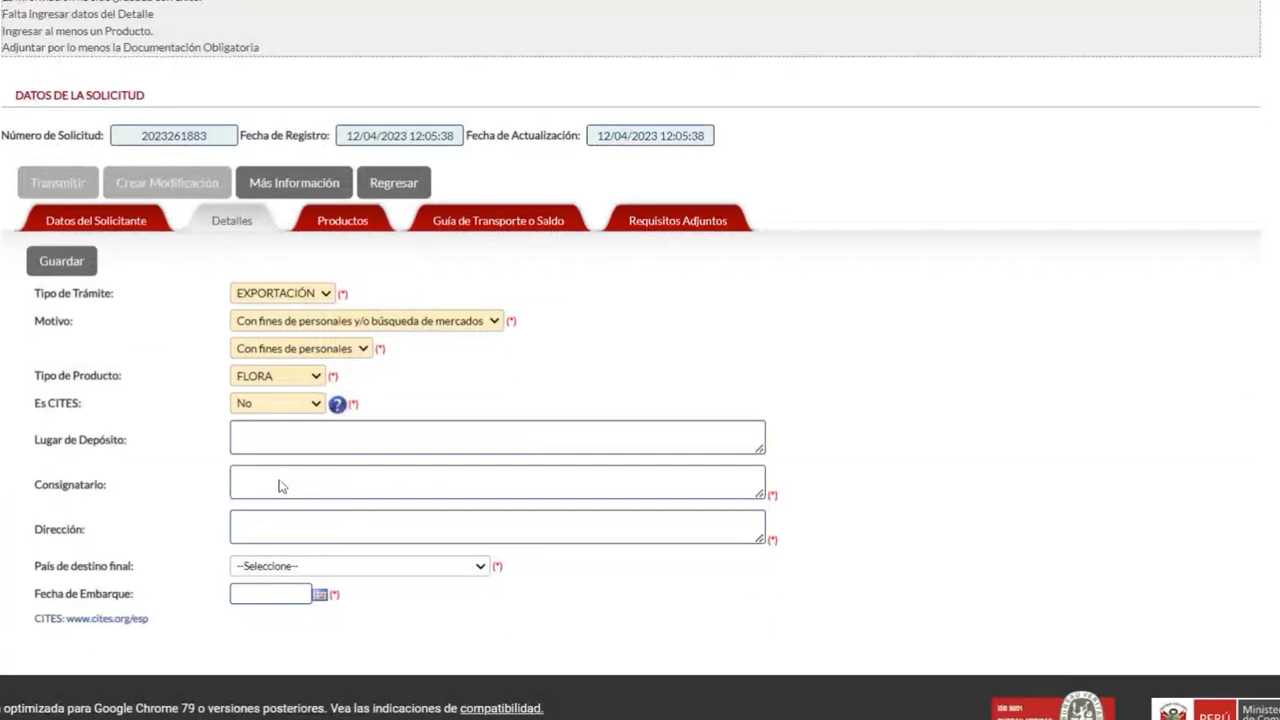 Falta ingresar datos del Detalle
Ingresar al menos un Producto.
Adjuntar por lo menos la Documentación Obligatoria
DATOS DE LA SOLICITUD
Número de Solicitud: 2023261883 Fecha de Registro: 12/04/2023 12:05:38 Fecha de Actualización: 12/04/2023 12:05:38
Transmitir Crear Modificación Más Información Regresar
Datos del Solicitante Detalles Productos Guía de Transporte o Saldo Requisitos Adjuntos
Guardar
Tipo de Trámite: EXPORTACIÓN (*)
Motivo: Con fines de personales y/o búsqueda de mercados (*)
Con fines de personales (*)
Tipo de Producto: FLORA (*)
Es CITES: No ? (*)
Lugar de Depósito:
Consignatario: (*)
Dirección: (*)
País de destino final: --Seleccione-- (*)
Fecha de Embarque: (*)
CITES: www.cites.org/esp
optimizada para Google Chrome 79 o versiones posteriores. Vea las indicaciones de compatibilidad.
ISO 9001
PERÚ